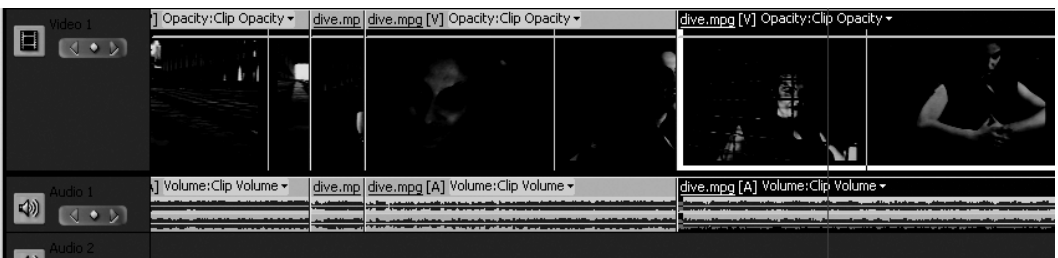 Video 1
] Opacity:Clip Opacity
dive.mp
dive.mpg [V] Opacity:Clip Opacity
dive.mpg [V] Opacity:Clip Opacity
Audio 1
] Volume:Clip Volume
dive.mp
dive.mpg [A] Volume:Clip Volume
dive.mpg [A] Volume:Clip Volume
Audio 2